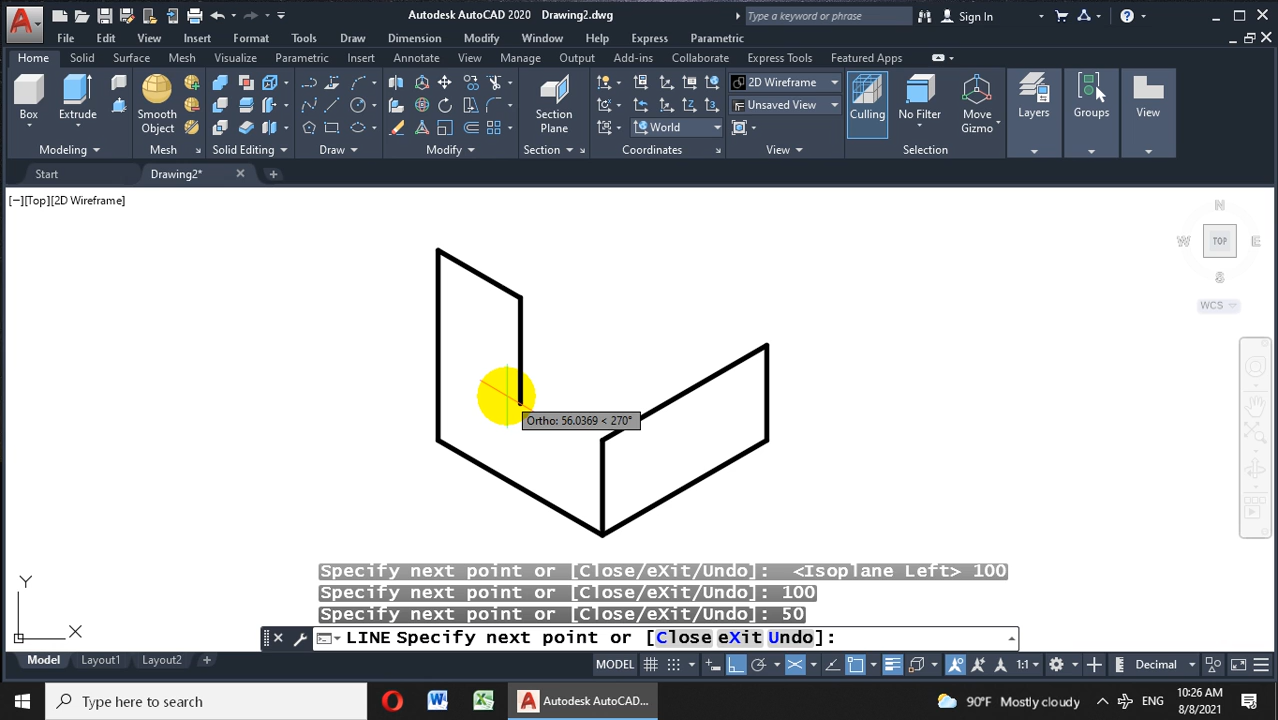 Autodesk AutoCAD 2020 Drawing2.dwg Type a keyword or phrase Sign In
File Edit View Insert Format Tools Draw Dimension Modify Window Help Express Parametric
Home Solid Surface Mesh Visualize Parametric Insert Annotate View Manage Output Add-ins Collaborate Express Tools Featured Apps
2D Wireframe
Unsaved View
World
Box Extrude Smooth Object Section Plane Culling No Filter Move Gizmo Layers Groups View
Modeling Mesh Solid Editing Draw Modify Section Coordinates View Selection
Start Drawing2*
[−][Top][2D Wireframe]
N
W TOP E
S
WCS
Ortho: 56.0369 < 270°
Specify next point or [Close/eXit/Undo]: <Isoplane Left> 100
Specify next point or [Close/eXit/Undo]: 100
Specify next point or [Close/eXit/Undo]: 50
LINE Specify next point or [Close eXit Undo]:
Y
X
Model Layout1 Layout2 + MODEL 1:1 Decimal
Type here to search Autodesk AutoCAD... 90°F Mostly cloudy ENG 10:26 AM
8/8/2021